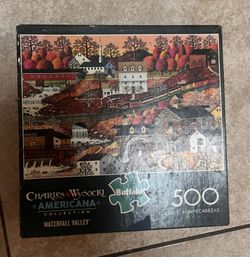 CHARLES WYSOCKI
AMERICANA
COLLECTION
WATERFALL VALLEY
Buffalo
500